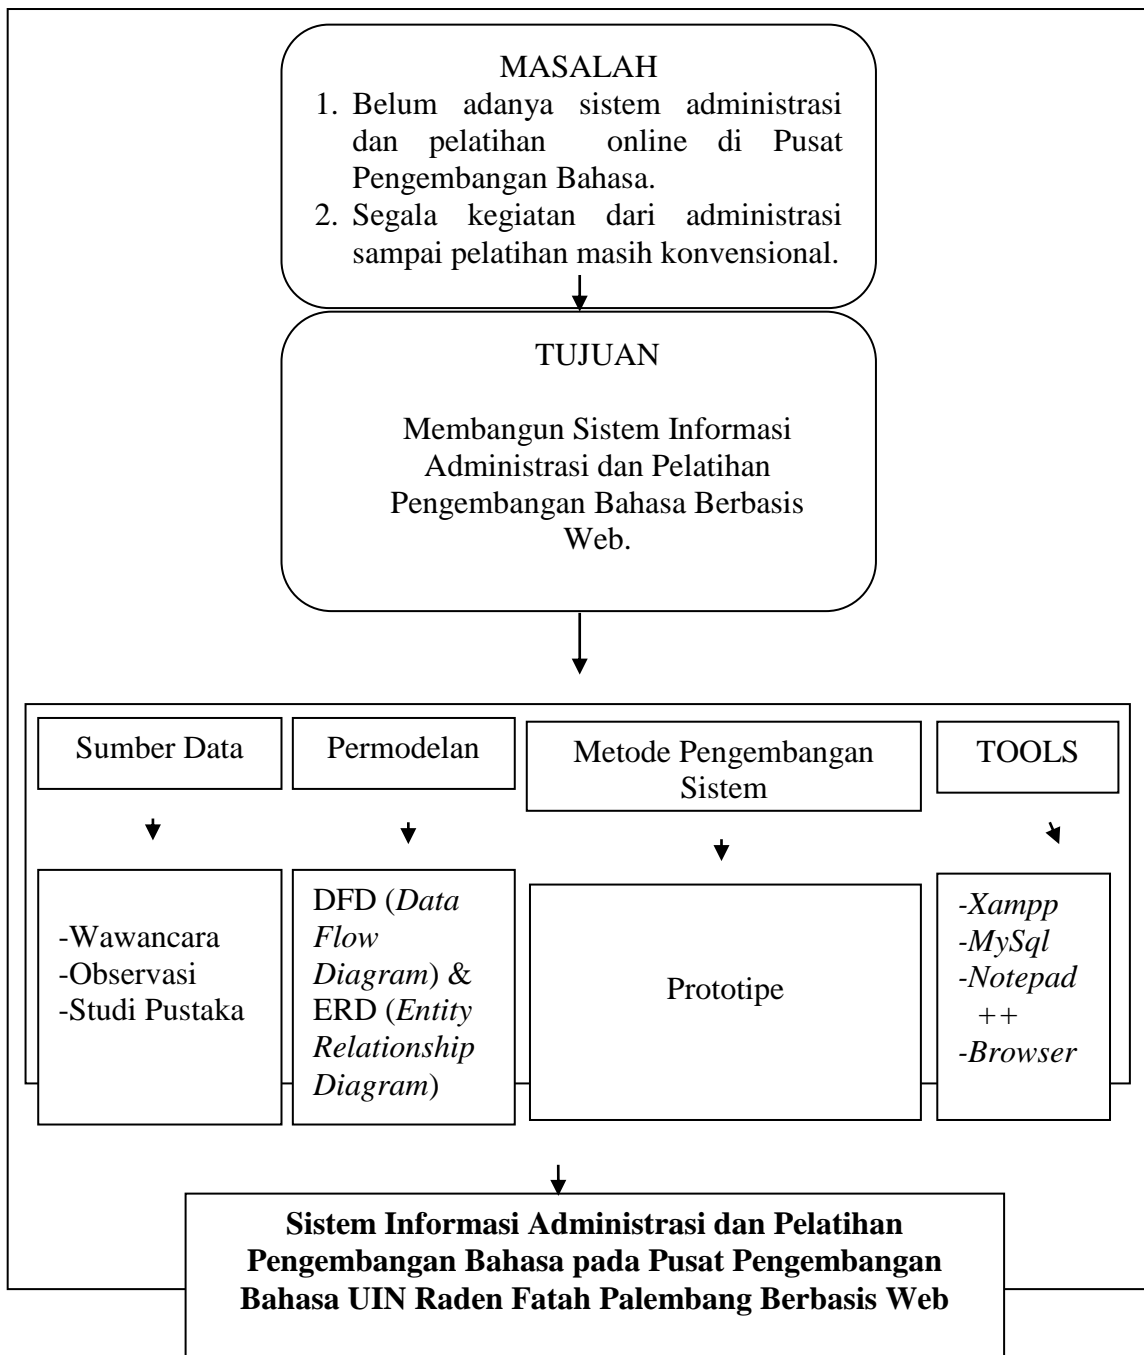 MASALAH
1. Belum adanya sistem administrasi
dan pelatihan online di Pusat
Pengembangan Bahasa.
2. Segala kegiatan dari administrasi
sampai pelatihan masih konvensional.
TUJUAN
Membangun Sistem Informasi
Administrasi dan Pelatihan
Pengembangan Bahasa Berbasis
Web.
Sumber Data
Permodelan
Metode Pengembangan
Sistem
TOOLS
-Wawancara
-Observasi
-Studi Pustaka
DFD (Data
Flow
Diagram) &
ERD (Entity
Relationship
Diagram)
Prototipe
-Xampp
-MySql
-Notepad
++
-Browser
Sistem Informasi Administrasi dan Pelatihan
Pengembangan Bahasa pada Pusat Pengembangan
Bahasa UIN Raden Fatah Palembang Berbasis Web